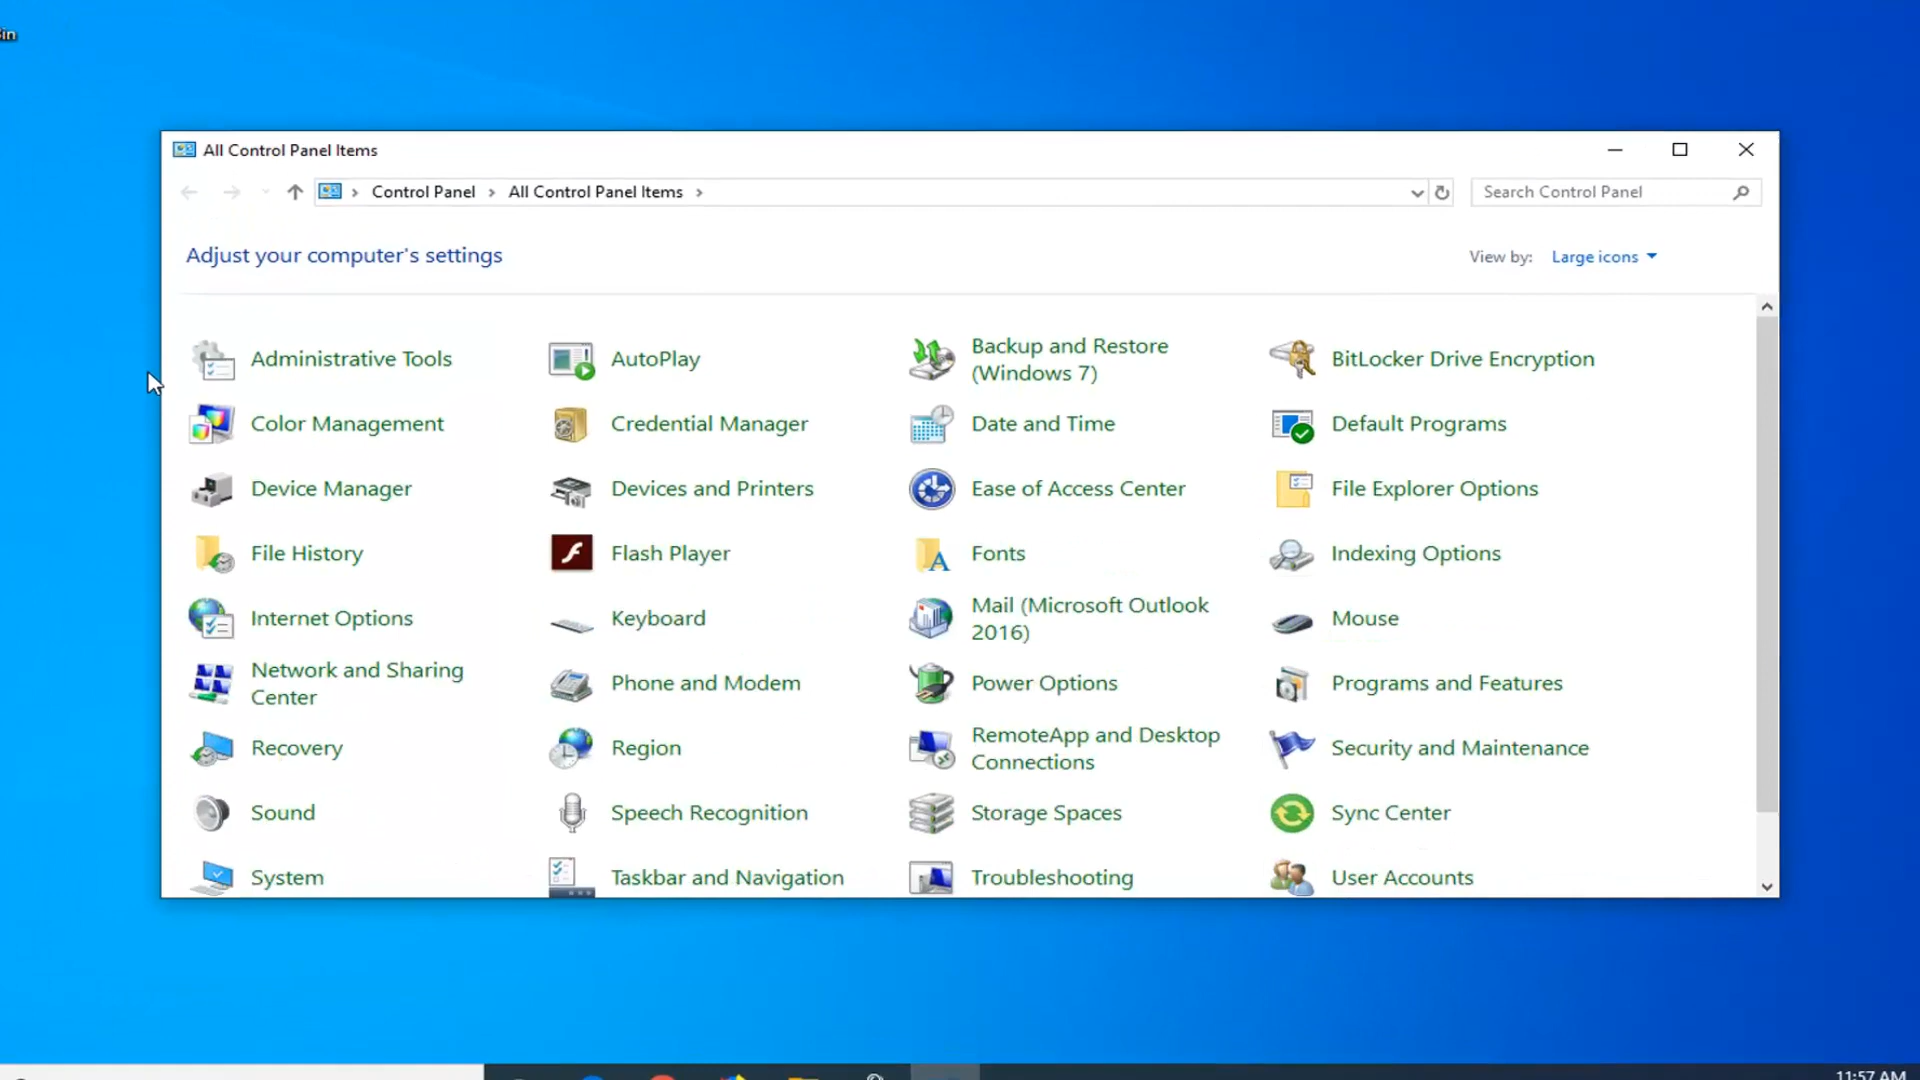 in
All Control Panel Items
Control Panel
All Control Panel Items
Search Control Panel
Adjust your computer's settings
View by:
Large icons
Administrative Tools
AutoPlay
Backup and Restore
(Windows 7)
BitLocker Drive Encryption
Color Management
Credential Manager
Date and Time
Default Programs
Device Manager
Devices and Printers
Ease of Access Center
File Explorer Options
File History
Flash Player
Fonts
Indexing Options
Internet Options
Keyboard
Mail (Microsoft Outlook
2016)
Mouse
Network and Sharing
Center
Phone and Modem
Power Options
Programs and Features
Recovery
Region
RemoteApp and Desktop
Connections
Security and Maintenance
Sound
Speech Recognition
Storage Spaces
Sync Center
System
Taskbar and Navigation
Troubleshooting
User Accounts
11:57 AM